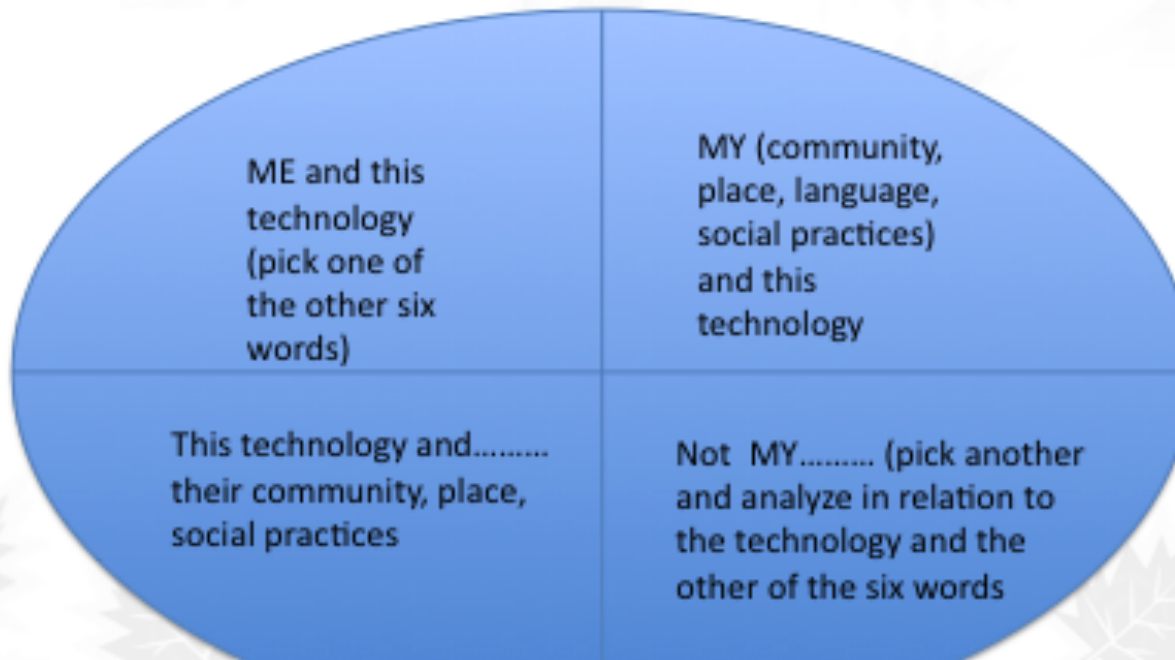 ME and this
technology
(pick one of
the other six
words)
MY (community,
place, language,
social practices)
and this
technology
This technology and.........
their community, place,
social practices
Not  MY......... (pick another
and analyze in relation to
the technology and the
other of the six words